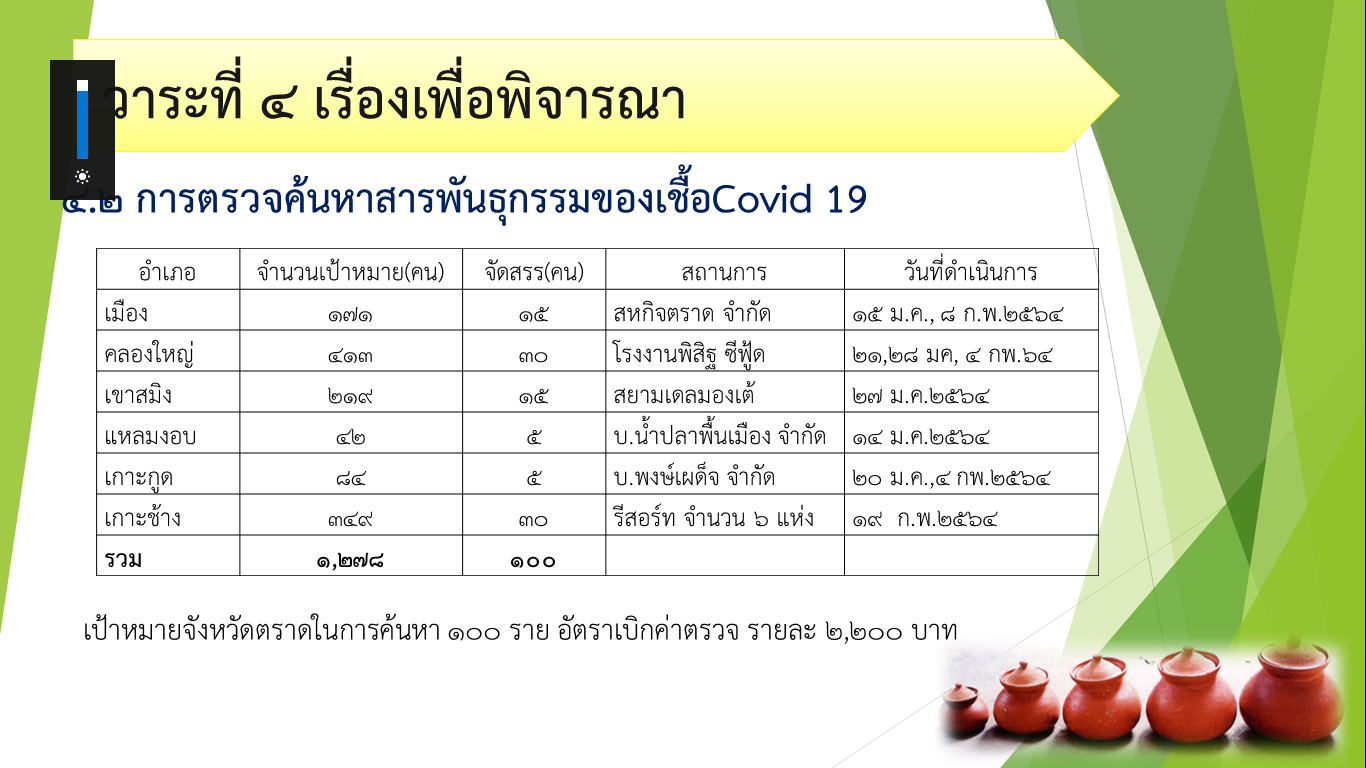 วาระที่ ๔ เรื่องเพื่อพิจารณา
๔.๒ การตรวจค้นหาสารพันธุกรรมของเชื้อCovid 19
อำเภอ จำนวนเป้าหมาย(คน) จัดสรร(คน) สถานการ วันที่ดำเนินการ
เมือง ๑๗๑ ๑๕ สหกิจตราด จำกัด ๑๕ ม.ค., ๘ ก.พ.๒๕๖๔
คลองใหญ่ ๔๑๓ ๓๐ โรงงานพิสิฐ ซีฟู้ด ๒๑,๒๘ มค, ๔ กพ.๖๔
เขาสมิง ๒๑๙ ๑๕ สยามเดลมองเต้ ๒๗ ม.ค.๒๕๖๔
แหลมงอบ ๔๒ ๕ บ.น้ำปลาพื้นเมือง จำกัด ๑๔ ม.ค.๒๕๖๔
เกาะกูด ๘๔ ๕ บ.พงษ์เผด็จ จำกัด ๒๐ ม.ค.,๔ กพ.๒๕๖๔
เกาะช้าง ๓๔๙ ๓๐ รีสอร์ท จำนวน ๖ แห่ง ๑๙ ก.พ.๒๕๖๔
รวม ๑,๒๗๘ ๑๐๐
เป้าหมายจังหวัดตราดในการค้นหา ๑๐๐ ราย อัตราเบิกค่าตรวจ รายละ ๒,๒๐๐ บาท